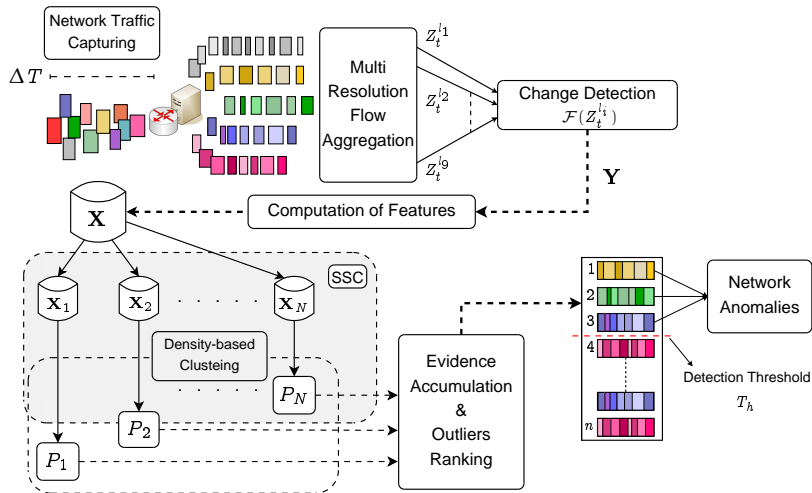 Network Traffic
Capturing
Δ T
Multi
Resolution
Flow
Aggregation
Z_t^{l_1}
Z_t^{l_2}
Z_t^{l_9}
Change Detection
F(Z_t^{l_i})
Y
Computation of Features
X
SSC
X_1
X_2
. . . . .
X_N
Density-based
Clusteing
. . . . .
P_N
P_2
P_1
Evidence
Accumulation
&
Outliers
Ranking
1
2
3
4
n
Network
Anomalies
Detection Threshold
T_h